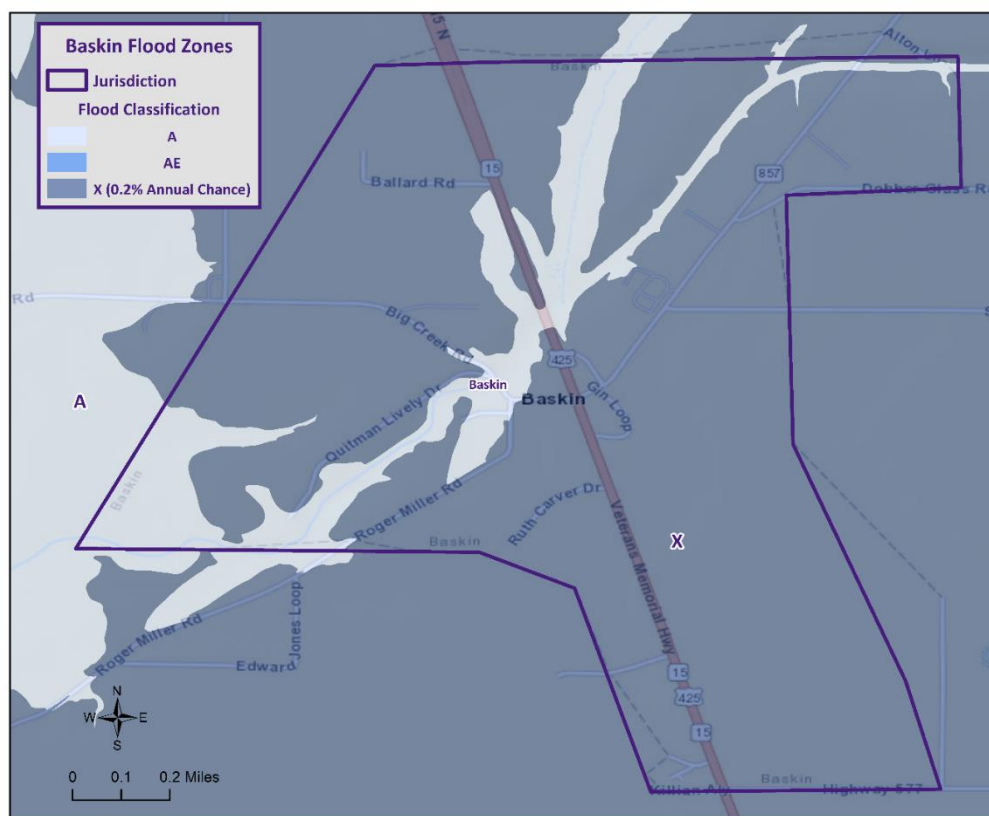 Baskin Flood Zones
Jurisdiction
Flood Classification
A
AE
X (0.2% Annual Chance)
5 N
Baskin
Alton
15
Ballard Rd
857
Dobber Glass R
Rd
Big Creek Rd
S
425
Baskin
Baskin
Gin Loop
A
Quitman Lively Dr
Baskin
Roger Miller Rd
Ruth Carver Dr
Baskin
X
Veterans Memorial Hwy
Roger Miller Rd
Edward Jones Loop
15
425
15
N
W E
S
0 0.1 0.2 Miles
Baskin
Killian Aly
Highway 577